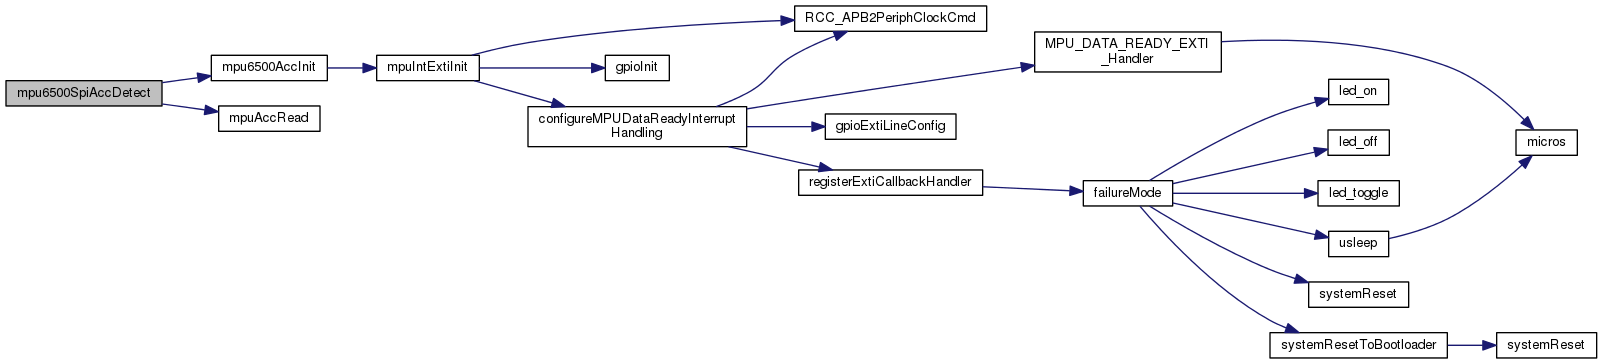 mpu6500SpiAccDetect
mpu6500AccInit
mpuAccRead
mpuIntExtiInit
RCC_APB2PeriphClockCmd
gpioInit
configureMPUDataReadyInterrupt
Handling
MPU_DATA_READY_EXTI
_Handler
gpioExtiLineConfig
registerExtiCallbackHandler
failureMode
led_on
led_off
led_toggle
usleep
systemReset
systemResetToBootloader
micros
systemReset